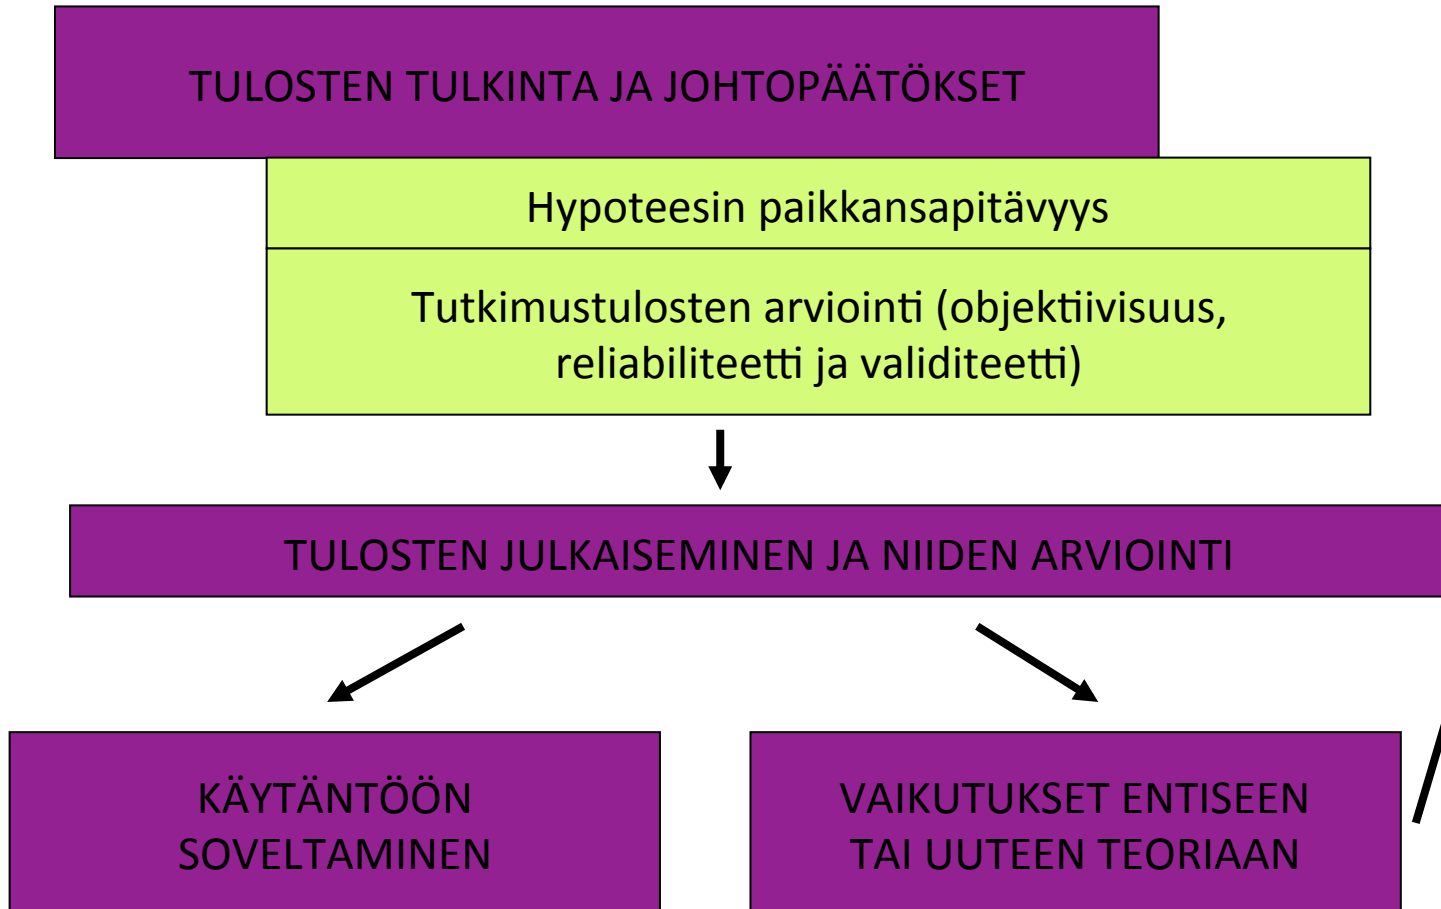 TULOSTEN TULKINTA JA JOHTOPÄÄTÖKSET
Hypoteesin paikkansapitävyys
Tutkimustulosten arviointi (objektiivisuus,
reliabiliteetti ja validiteetti)
TULOSTEN JULKAISEMINEN JA NIIDEN ARVIOINTI
KÄYTÄNTÖÖN
SOVELTAMINEN
VAIKUTUKSET ENTISEEN
TAI UUTEEN TEORIAAN